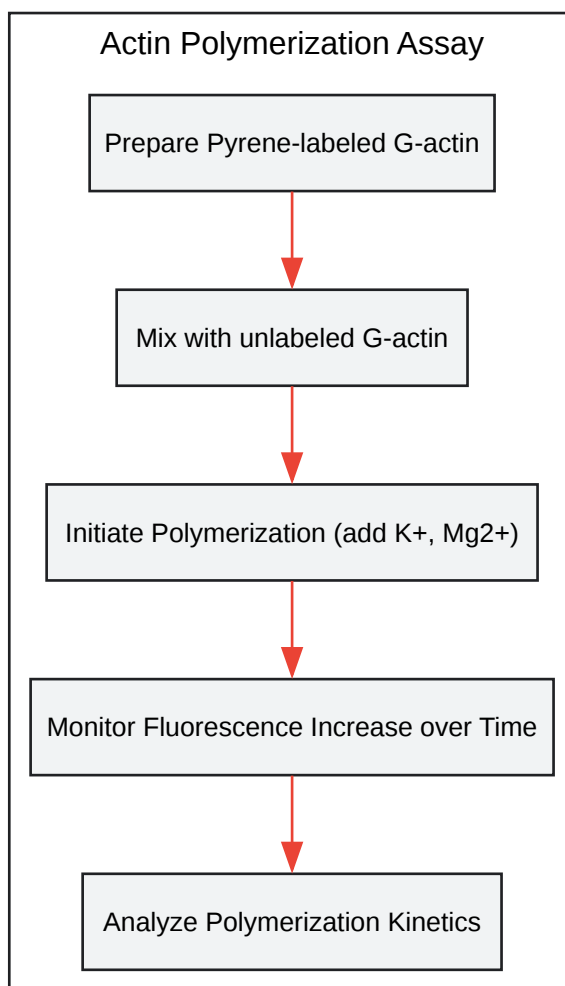 Actin Polymerization Assay
Prepare Pyrene-labeled G-actin
Mix with unlabeled G-actin
Initiate Polymerization (add K+, Mg2+)
Monitor Fluorescence Increase over Time
Analyze Polymerization Kinetics